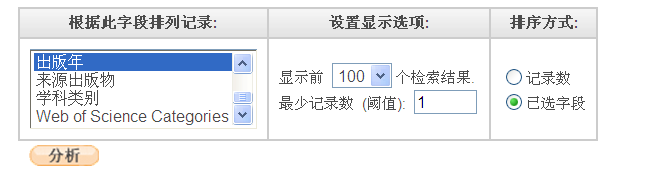 根据此字段排列记录:
设置显示选项:
排序方式:
出版年
来源出版物
学科类别
Web of Science Categories
显示前 100 个检索结果.
最少记录数 (阈值): 1
记录数
已选字段
分析